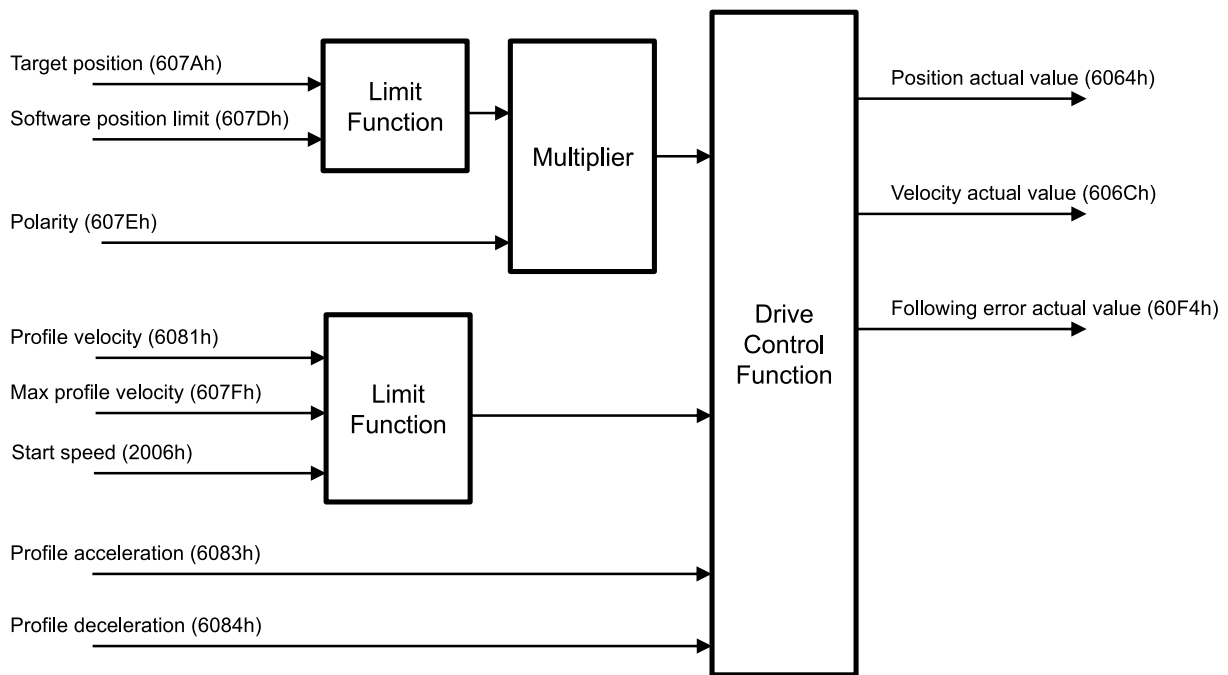 Target position (607Ah)
Software position limit (607Dh)
Limit
Function
Multiplier
Polarity (607Eh)
Profile velocity (6081h)
Max profile velocity (607Fh)
Start speed (2006h)
Limit
Function
Profile acceleration (6083h)
Profile deceleration (6084h)
Drive
Control
Function
Position actual value (6064h)
Velocity actual value (606Ch)
Following error actual value (60F4h)